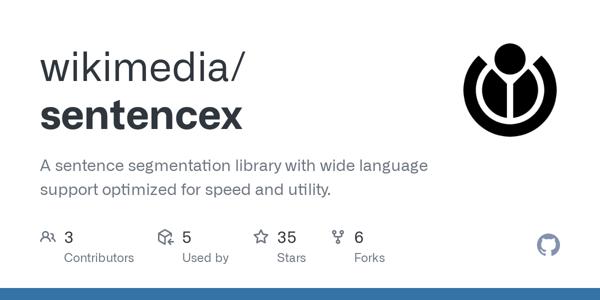 wikimedia/
sentencex
A sentence segmentation library with wide language
support optimized for speed and utility.
3 5 35 6
Contributors Used by Stars Forks